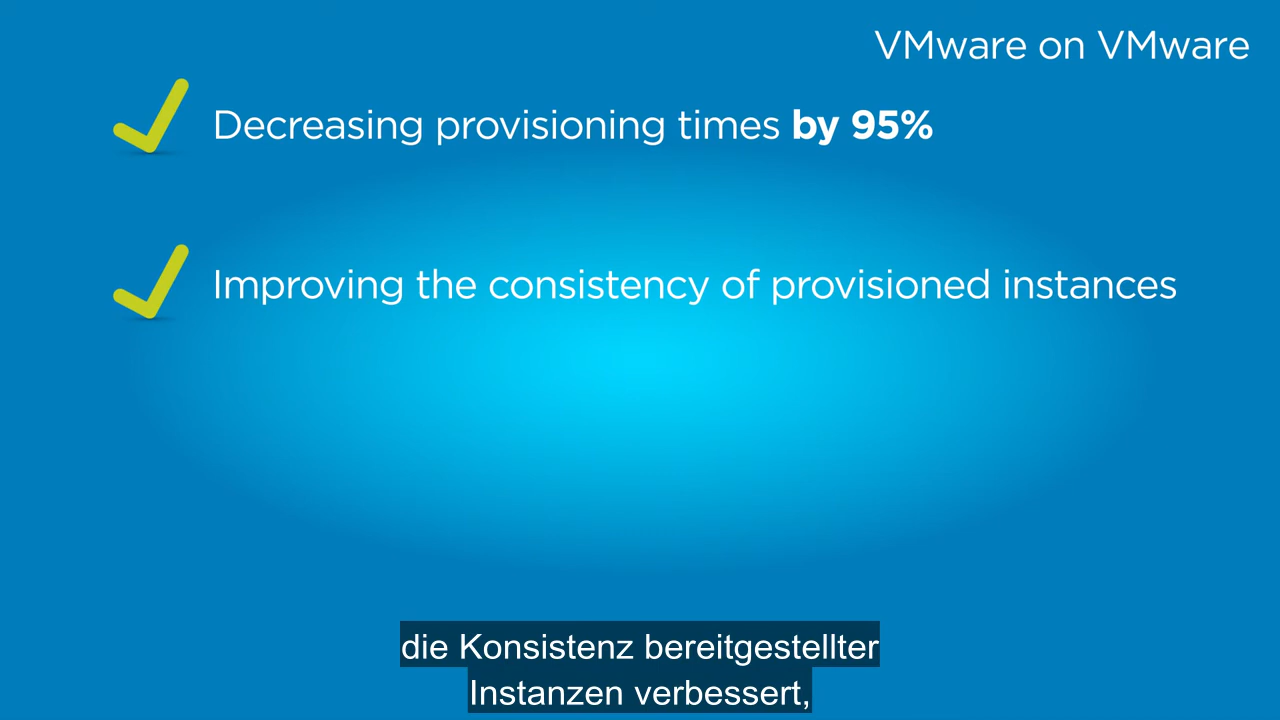 VMware on VMware
Decreasing provisioning times by 95%
Improving the consistency of provisioned instances
die Konsistenz bereitgestellter
Instanzen verbessert,